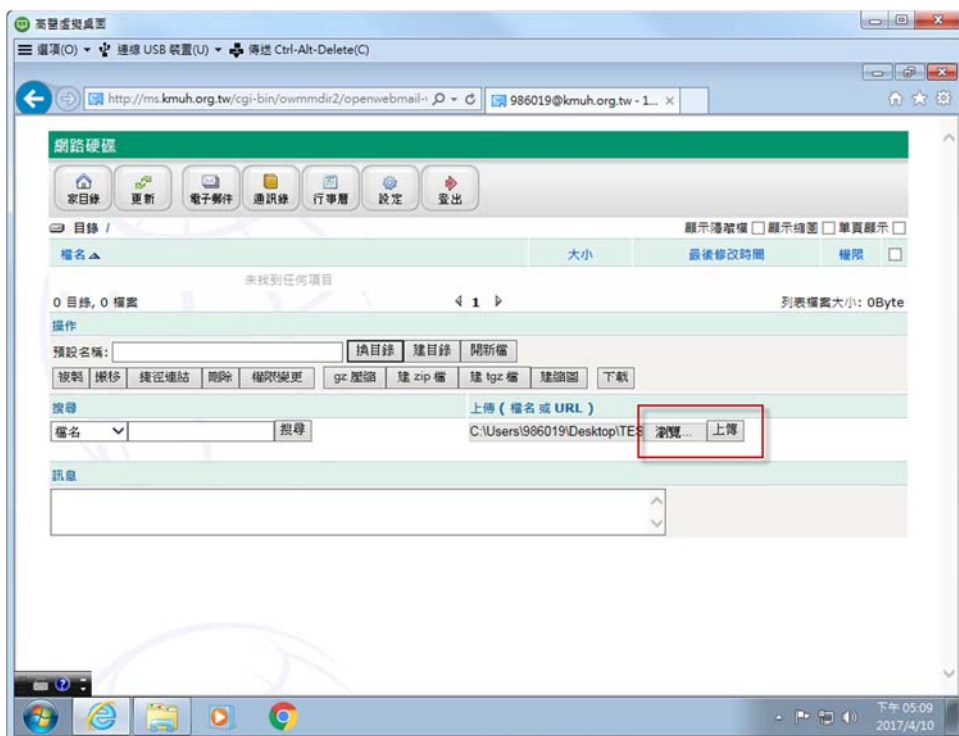 高醫虛擬桌面
選項(O) 連線 USB 裝置(U) 傳送 Ctrl-Alt-Delete(C)
http://ms.kmuh.org.tw/cgi-bin/owmmdir2/openwebmail- 986019@kmuh.org.tw - 1...
網路硬碟
家目錄 更新 電子郵件 通訊錄 行事曆 設定 登出
目錄 / 顯示隱藏檔 顯示縮圖 單頁顯示
檔名 大小 最後修改時間 權限
未找到任何項目
0 目錄, 0 檔案 1 列表檔案大小: 0Byte
操作
預設名稱: 換目錄 建目錄 開新檔
複製 搬移 捷徑連結 刪除 權限變更 gz 壓縮 建 zip 檔 建 tgz 檔 建縮圖 下載
搜尋 上傳 ( 檔名 或 URL )
檔名 搜尋 C:\Users\986019\Desktop\TES 瀏覽... 上傳
訊息
下午 05:09
2017/4/10